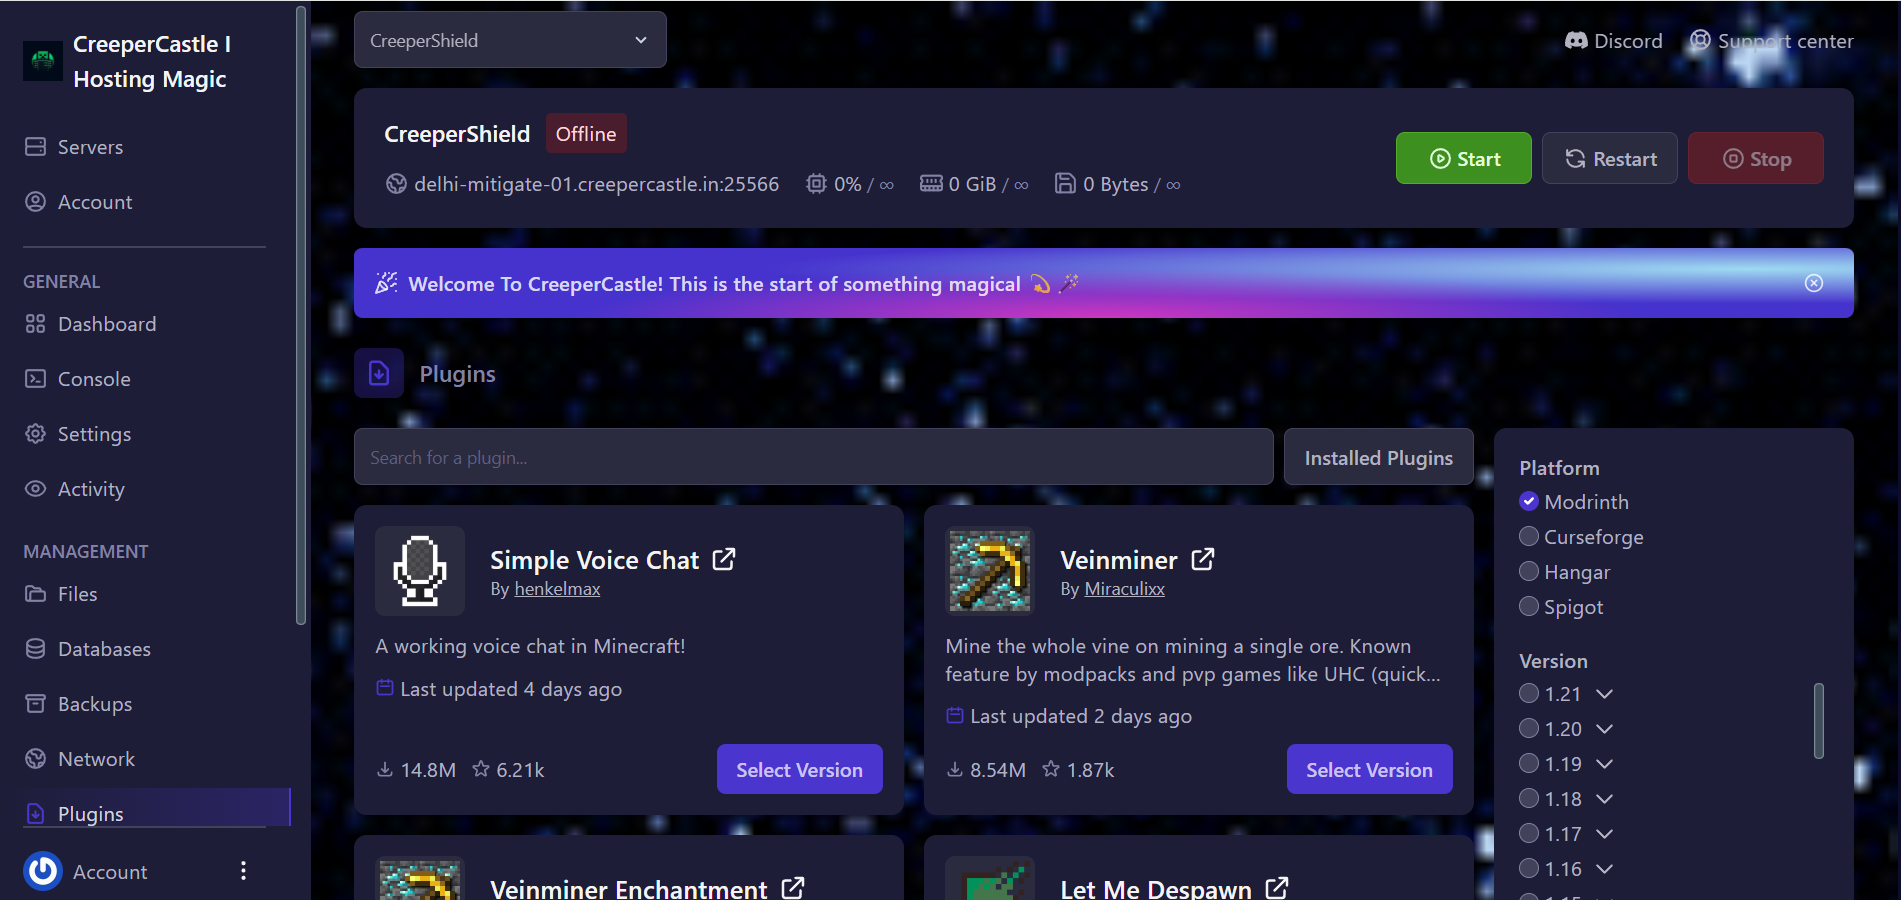 CreeperCastle I
Hosting Magic
Servers
Account
GENERAL
Dashboard
Console
Settings
Activity
MANAGEMENT
Files
Databases
Backups
Network
Plugins
Account
CreeperShield
Discord
Support center
CreeperShield Offline
delhi-mitigate-01.creepercastle.in:25566 0% / ∞ 0 GiB / ∞ 0 Bytes / ∞
Start
Restart
Stop
Welcome To CreeperCastle! This is the start of something magical 💫 🪄
Plugins
Search for a plugin...
Installed Plugins
Simple Voice Chat
By henkelmax
A working voice chat in Minecraft!
Last updated 4 days ago
14.8M 6.21k
Select Version
Veinminer
By Miraculixx
Mine the whole vine on mining a single ore. Known
feature by modpacks and pvp games like UHC (quick...
Last updated 2 days ago
8.54M 1.87k
Select Version
Veinminer Enchantment
Let Me Despawn
Platform
Modrinth
Curseforge
Hangar
Spigot
Version
1.21
1.20
1.19
1.18
1.17
1.16